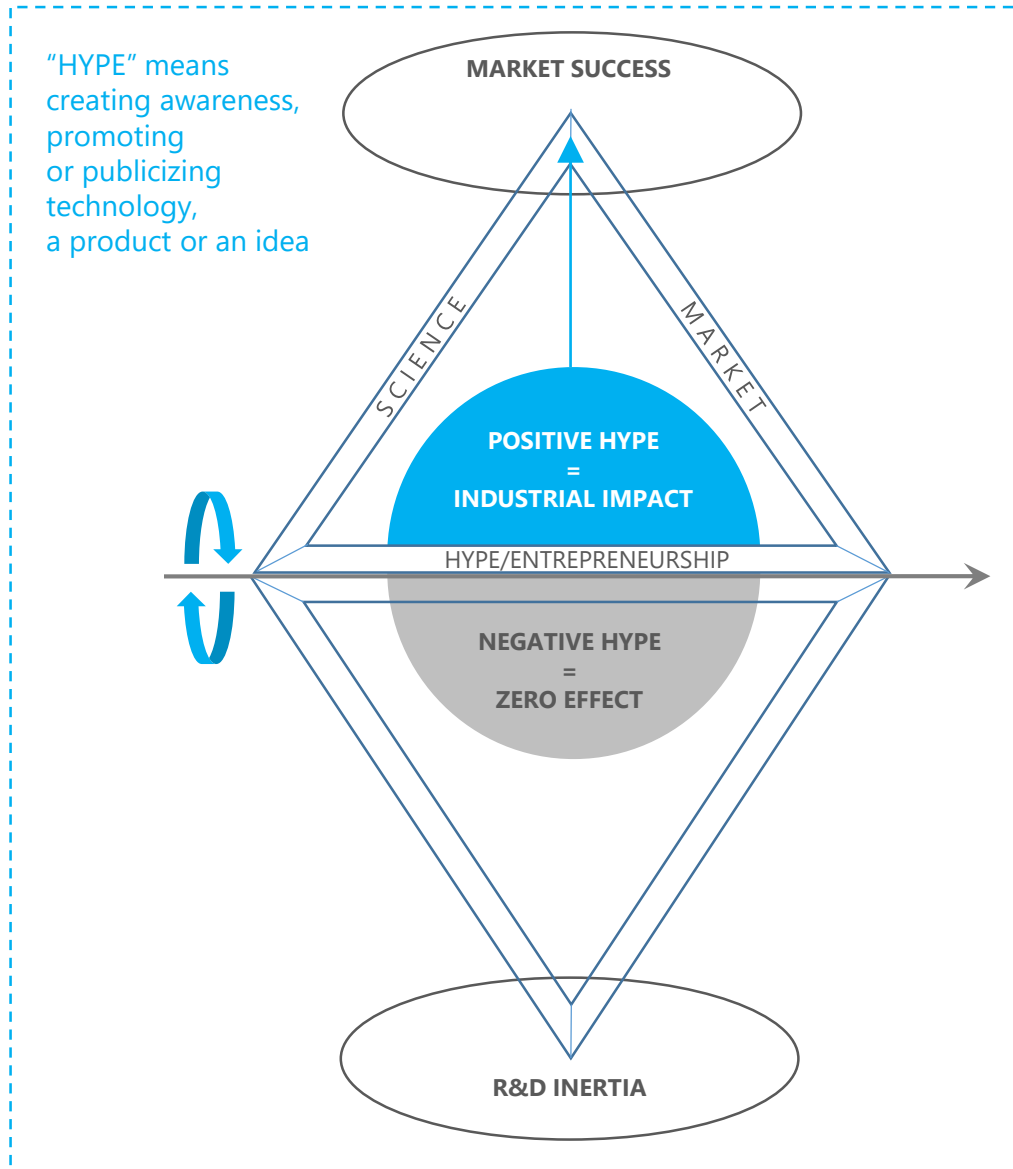 “HYPE” means
creating awareness,
promoting
or publicizing
technology,
a product or an idea
MARKET SUCCESS
SCIENCE
MARKET
POSITIVE HYPE
=
INDUSTRIAL IMPACT
HYPE/ENTREPRENEURSHIP
NEGATIVE HYPE
=
ZERO EFFECT
R&D INERTIA